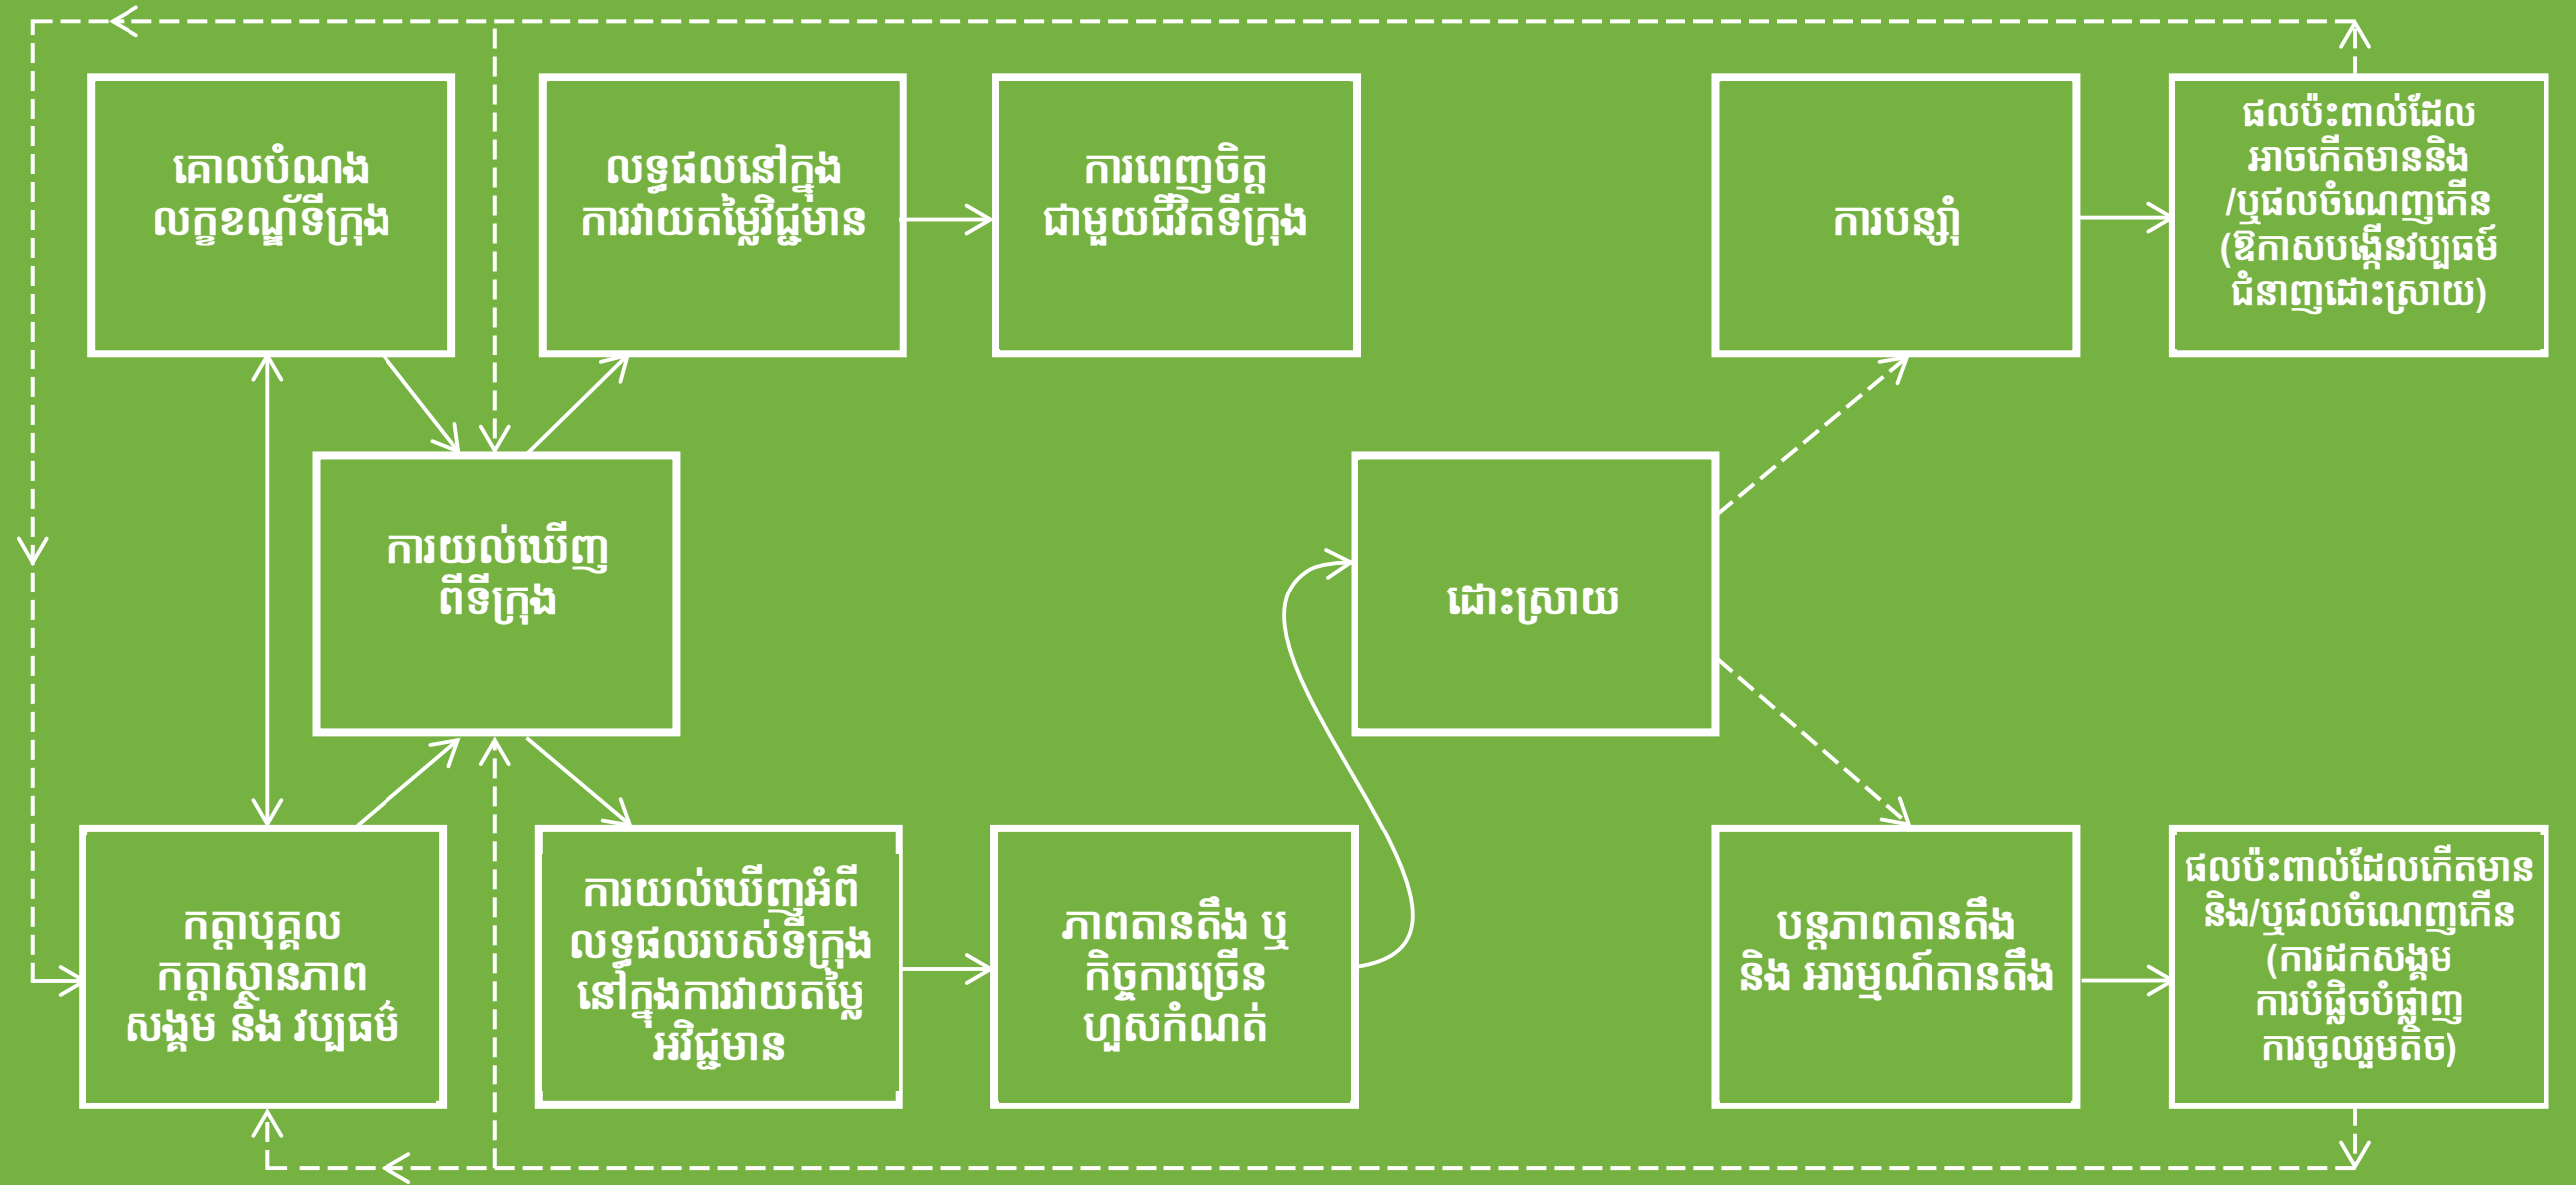 គោលបំណង
លក្ខខណ្ឌ័ទីក្រុង
លទ្ធផលនៅក្នុង
ការវាយតម្លៃវិជ្ជមាន
ការពេញចិត្ត
ជាមួយជីវិតទីក្រុង
ការបន្ស៊ាំ
ផលប៉ះពាល់ដែល
អាចកើតមាននិង
/ឬផលចំណេញកើន
(ឱកាសបង្កើនវប្បធម៍
ជំនាញដោះស្រាយ)
ការយល់ឃើញ
ពីទីក្រុង
ដោះស្រាយ
កត្តាបុគ្គល
កត្តាស្ថានភាព
សង្គម និង វប្បធម៌
ការយល់ឃើញអំពី
លទ្ធផលរបស់ទីក្រុង
នៅក្នុងការវាយតម្លៃ
អវិជ្ជមាន
ភាពតានតឹង ឬ
កិច្ចការច្រើន
ហួសកំណត់
បន្តភាពតានតឹង
និង អារម្មណ៍តានតឹង
ផលប៉ះពាល់ដែលកើតមាន
និង/ឬផលចំណេញកើន
(ការដកសង្គម
ការបំផ្លិចបំផ្លាញ
ការចូលរួមតិច)